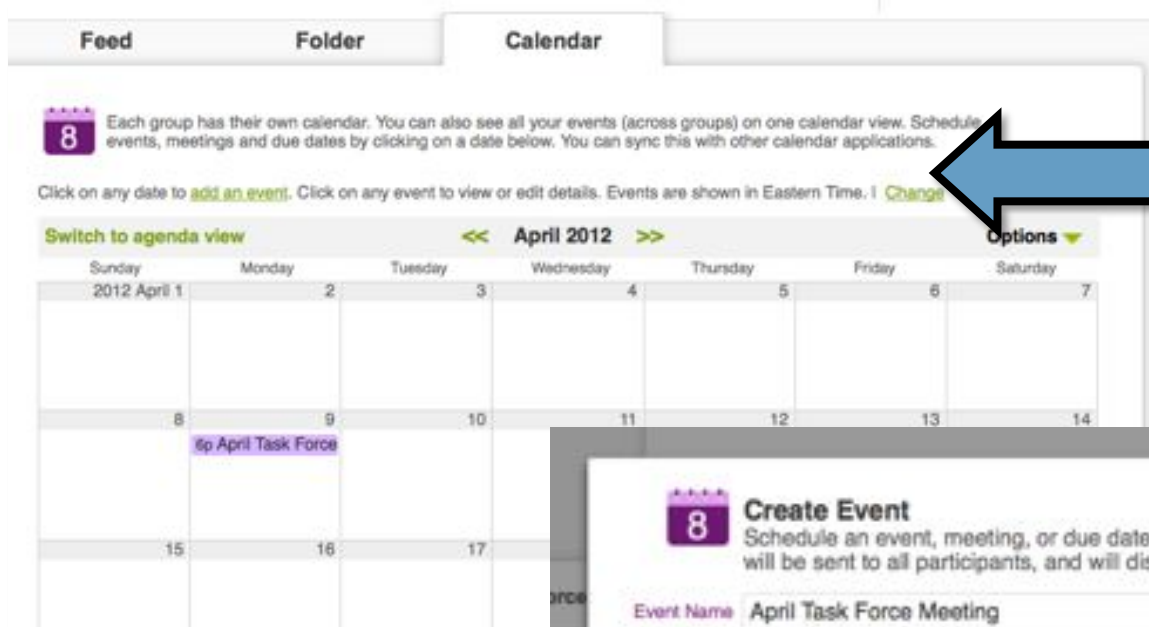 Feed Folder Calendar
8
Each group has their own calendar. You can also see all your events (across groups) on one calendar view. Schedule
events, meetings and due dates by clicking on a date below. You can sync this with other calendar applications.
Click on any date to add an event. Click on any event to view or edit details. Events are shown in Eastern Time. | Change
Switch to agenda view << April 2012 >> Options
Sunday Monday Tuesday Wednesday Thursday Friday Saturday
2012 April 1 2 3 4 5 6 7
8 9 10 11 12 13 14
6p April Task Force
8
Create Event
Schedule an event, meeting, or due date
will be sent to all participants, and will
15 16 17
Event Name April Task Force Meeting